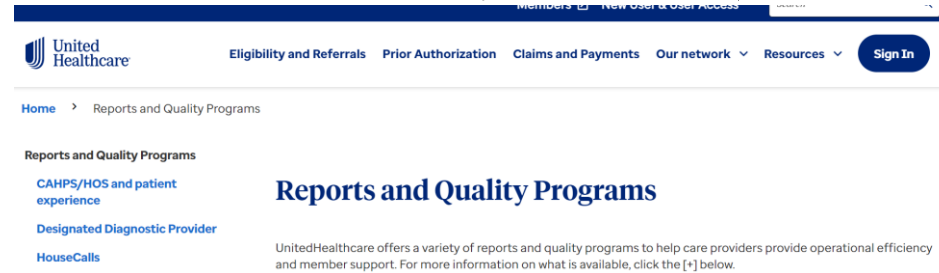 Members New User & User Access
United
Healthcare
Eligibility and Referrals Prior Authorization Claims and Payments Our network Resources Sign In
Home > Reports and Quality Programs
Reports and Quality Programs
CAHPS/HOS and patient
experience
Designated Diagnostic Provider
HouseCalls
Reports and Quality Programs
UnitedHealthcare offers a variety of reports and quality programs to help care providers provide operational efficiency
and member support. For more information on what is available, click the [+] below.